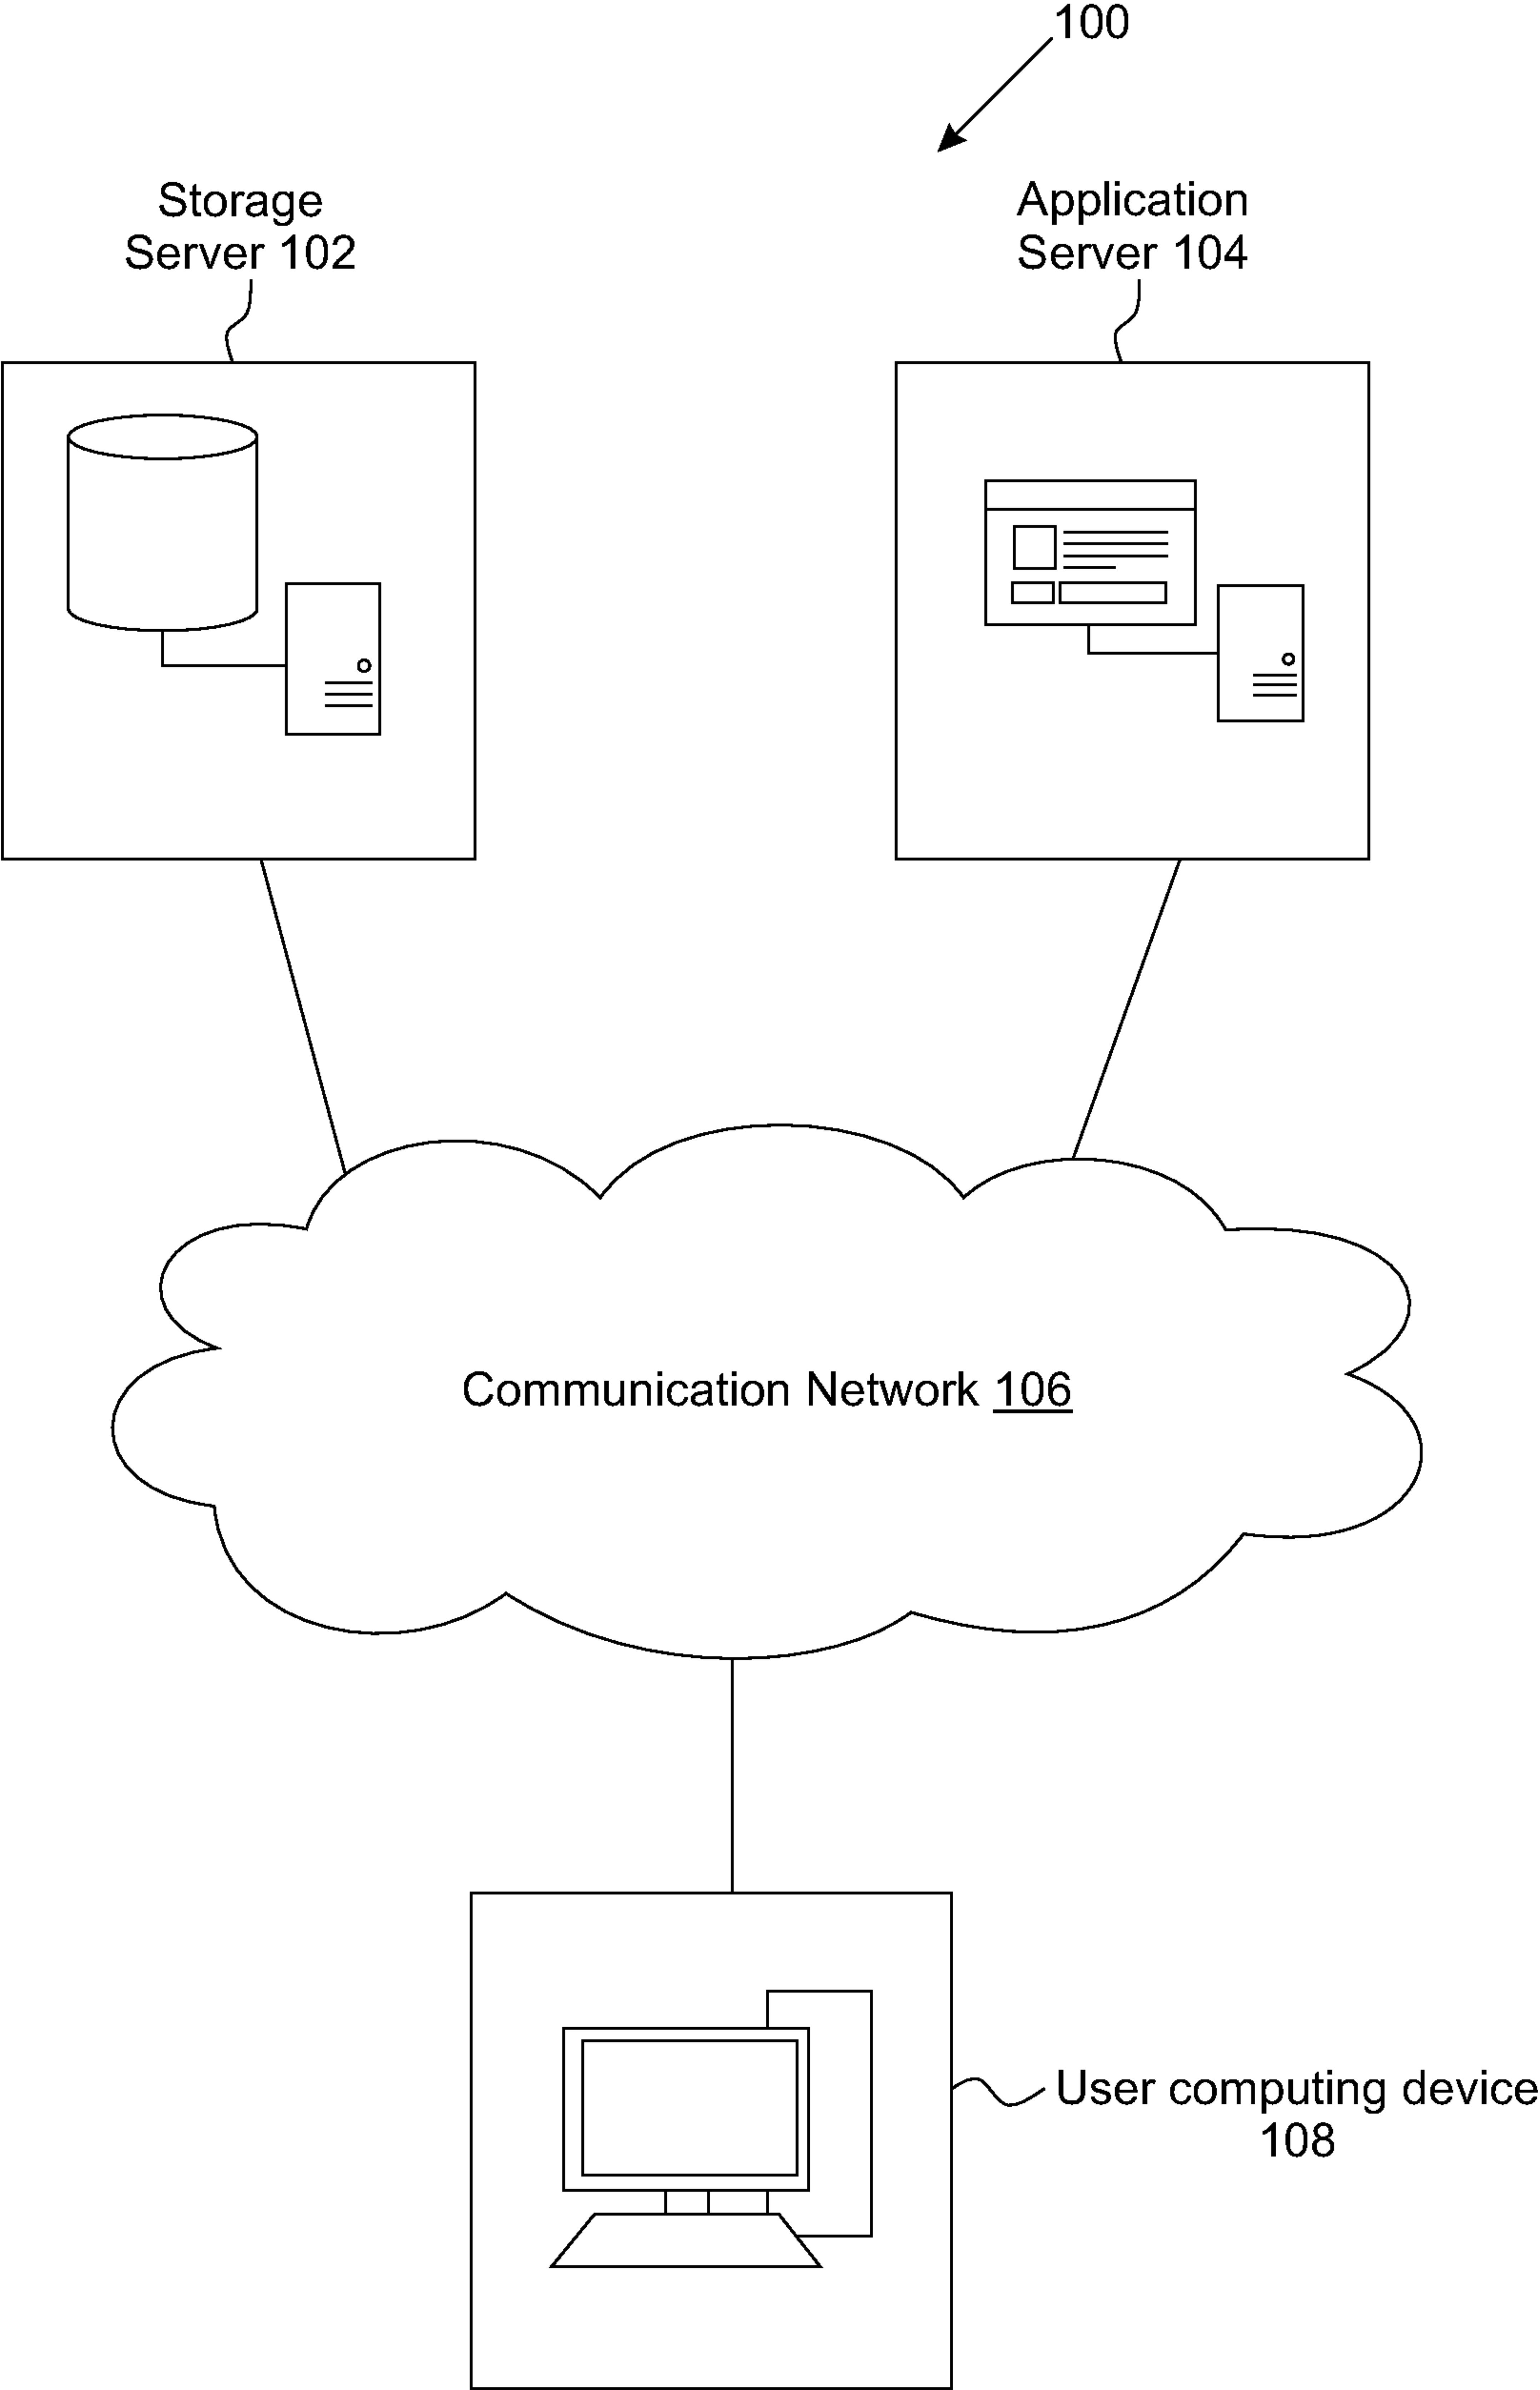 100
Storage
Server 102
Application
Server 104
Communication Network 106
User computing device
108